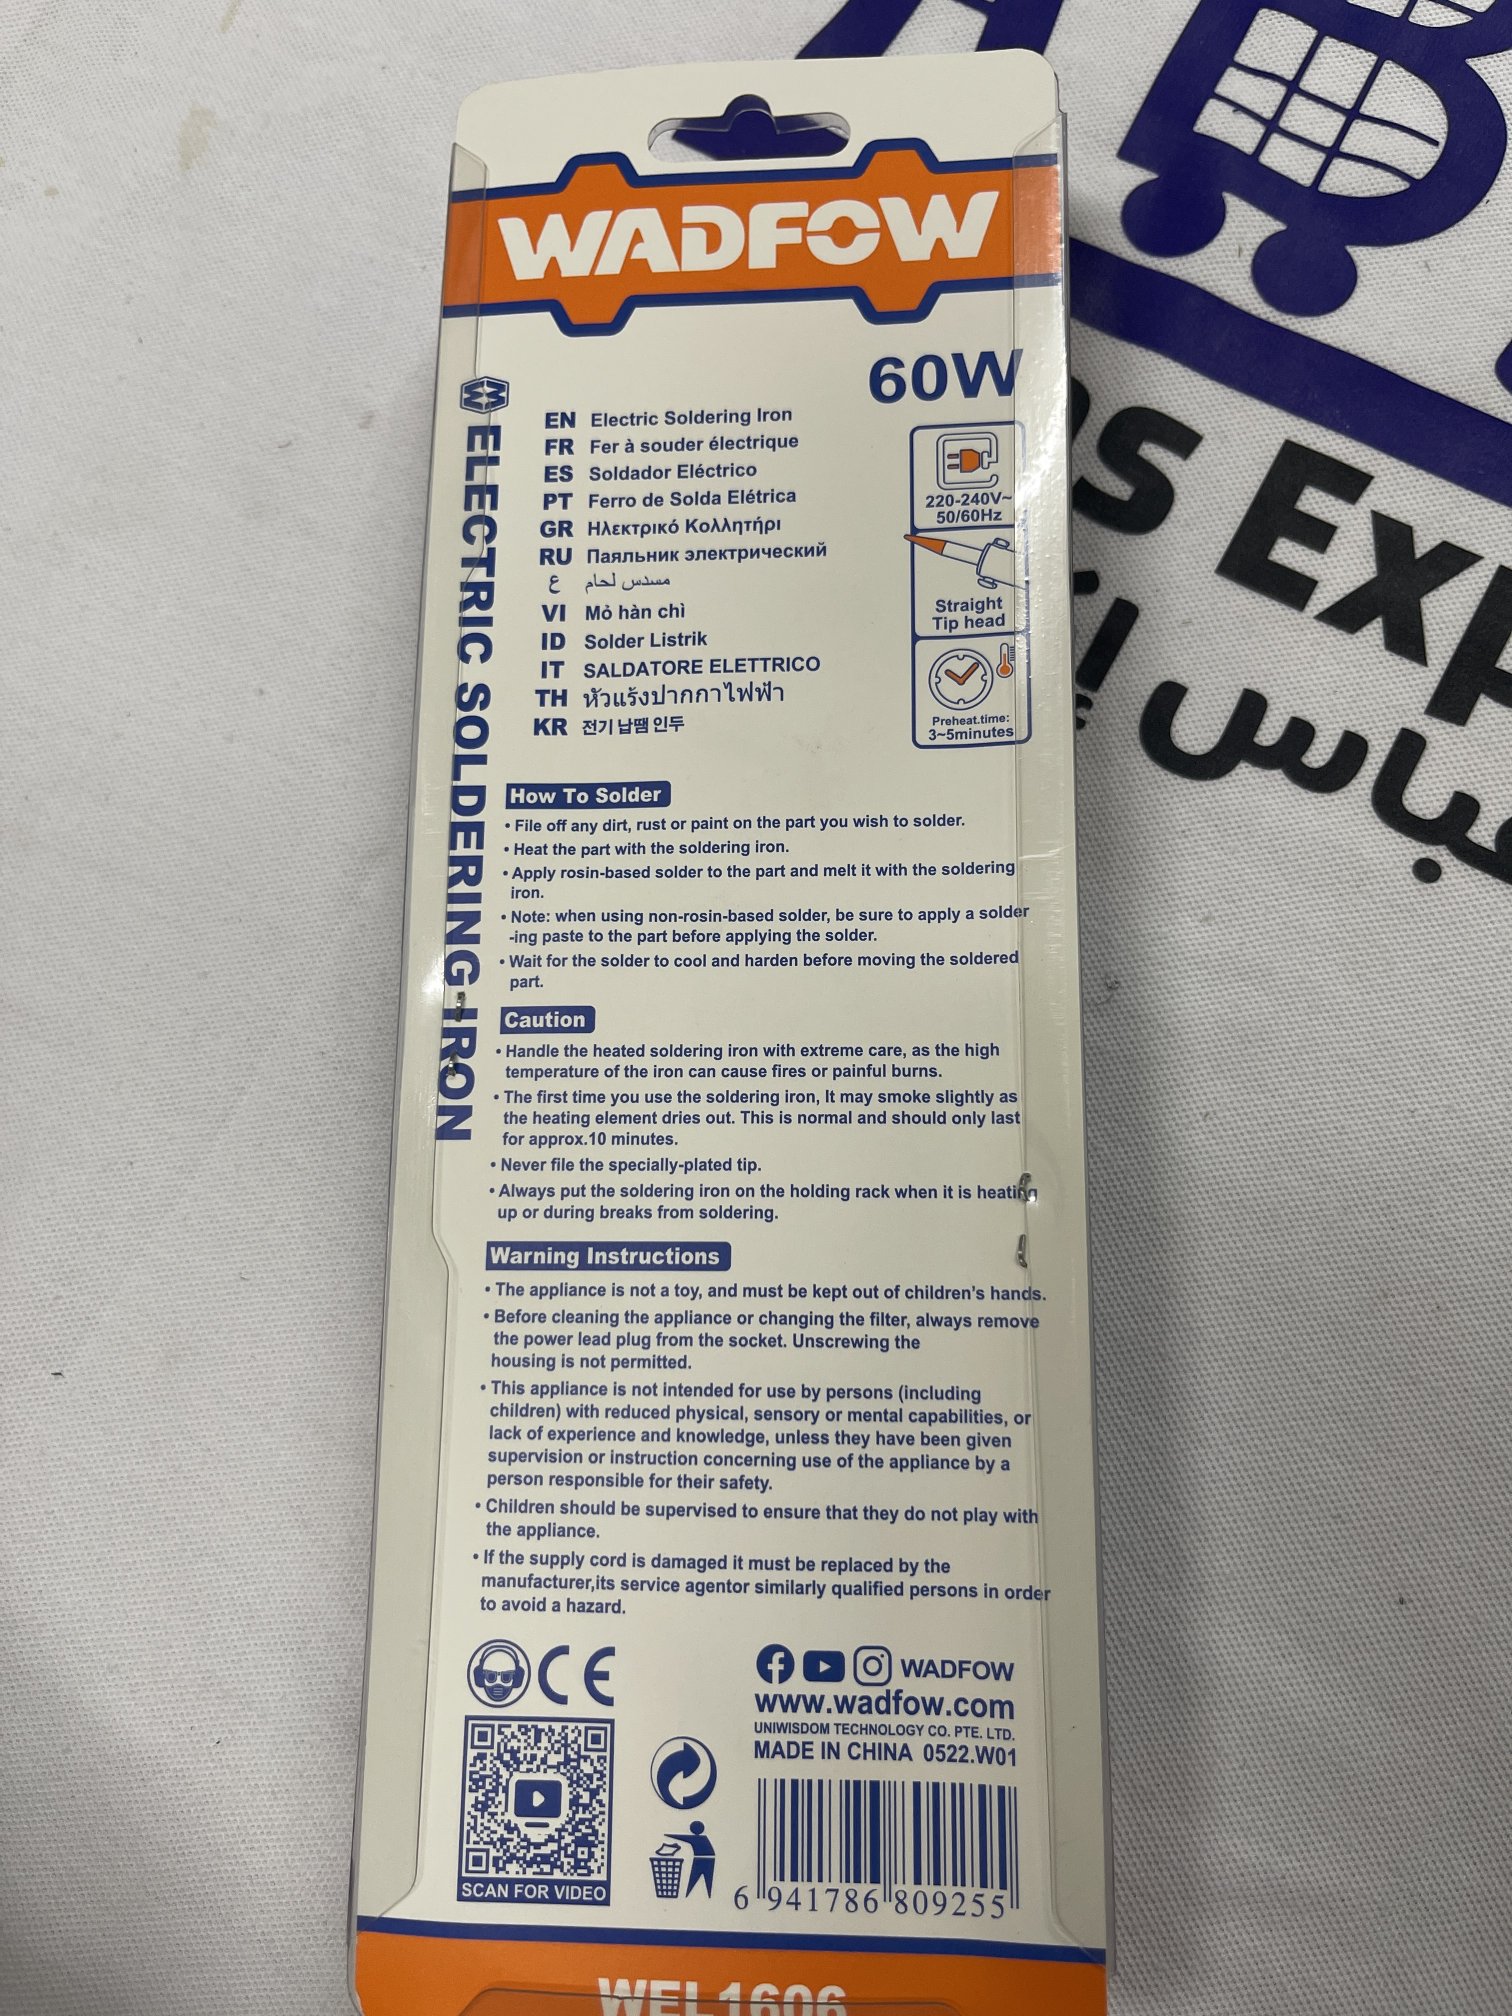 WADFOW
60W
ELECTRIC SOLDERING IRON
EN Electric Soldering Iron
FR Fer à souder électrique
ES Soldador Eléctrico
PT Ferro de Solda Elétrica
GR Ηλεκτρικό Κολλητήρι
RU Паяльник электрический
ع مسدس لحام
VI Mỏ hàn chì
ID Solder Listrik
IT SALDATORE ELETTRICO
TH หัวแร้งปากกาไฟฟ้า
KR 전기 납땜 인두
220-240V~
50/60Hz
Straight
Tip head
Preheat.time:
3~5minutes
How To Solder
• File off any dirt, rust or paint on the part you wish to solder.
• Heat the part with the soldering iron.
• Apply rosin-based solder to the part and melt it with the soldering
iron.
• Note: when using non-rosin-based solder, be sure to apply a solder
-ing paste to the part before applying the solder.
• Wait for the solder to cool and harden before moving the soldered
part.
Caution
• Handle the heated soldering iron with extreme care, as the high
temperature of the iron can cause fires or painful burns.
• The first time you use the soldering iron, It may smoke slightly as
the heating element dries out. This is normal and should only last
for approx.10 minutes.
• Never file the specially-plated tip.
• Always put the soldering iron on the holding rack when it is heating
up or during breaks from soldering.
Warning Instructions
• The appliance is not a toy, and must be kept out of children's hands.
• Before cleaning the appliance or changing the filter, always remove
the power lead plug from the socket. Unscrewing the
housing is not permitted.
• This appliance is not intended for use by persons (including
children) with reduced physical, sensory or mental capabilities, or
lack of experience and knowledge, unless they have been given
supervision or instruction concerning use of the appliance by a
person responsible for their safety.
• Children should be supervised to ensure that they do not play with
the appliance.
• If the supply cord is damaged it must be replaced by the
manufacturer,its service agentor similarly qualified persons in order
to avoid a hazard.
CE
WADFOW
www.wadfow.com
UNIWISDOM TECHNOLOGY CO. PTE. LTD.
MADE IN CHINA 0522.W01
SCAN FOR VIDEO
6 941786 809255
WEL1606